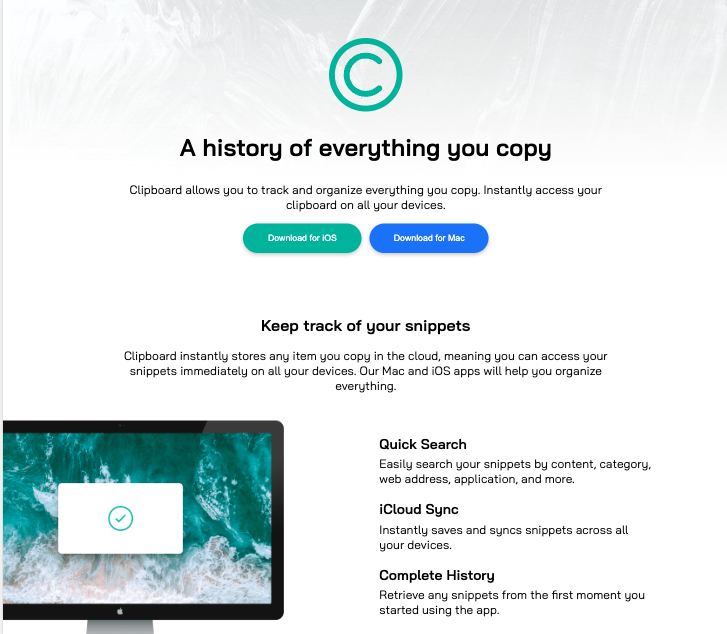 C
A history of everything you copy
Clipboard allows you to track and organize everything you copy. Instantly access your
clipboard on all your devices.
Download for iOS
Download for Mac
Keep track of your snippets
Clipboard instantly stores any item you copy in the cloud, meaning you can access your
snippets immediately on all your devices. Our Mac and iOS apps will help you organize
everything.
Quick Search
Easily search your snippets by content, category,
web address, application, and more.
iCloud Sync
Instantly saves and syncs snippets across all
your devices.
Complete History
Retrieve any snippets from the first moment you
started using the app.